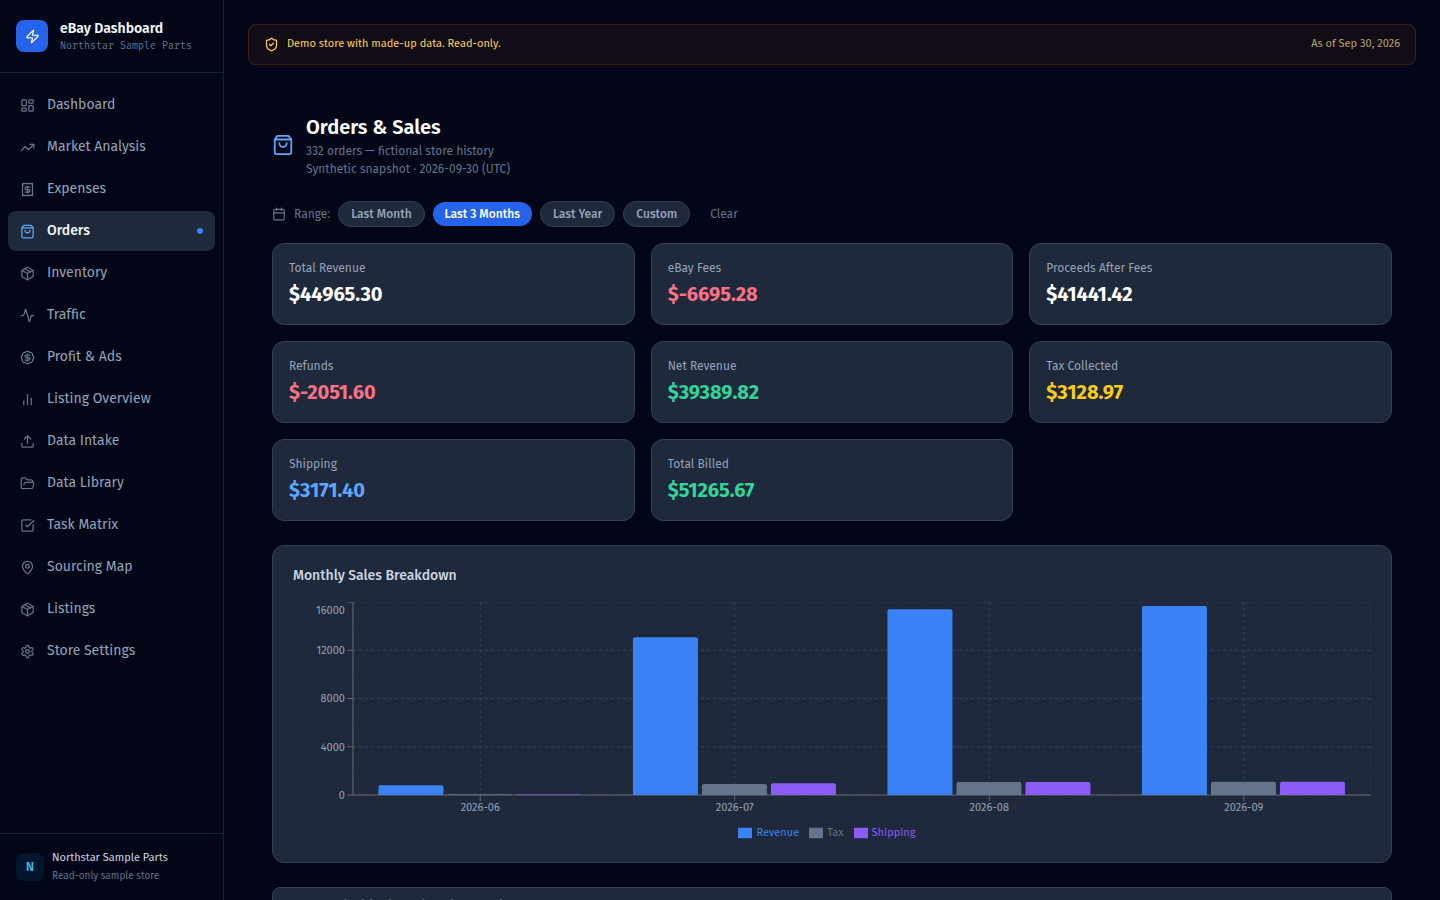 eBay Dashboard
Northstar Sample Parts
Dashboard
Market Analysis
Expenses
Orders
Inventory
Traffic
Profit & Ads
Listing Overview
Data Intake
Data Library
Task Matrix
Sourcing Map
Listings
Store Settings
N
Northstar Sample Parts
Read-only sample store
Demo store with made-up data. Read-only.
As of Sep 30, 2026
Orders & Sales
332 orders — fictional store history
Synthetic snapshot · 2026-09-30 (UTC)
Range: Last Month Last 3 Months Last Year Custom Clear
Total Revenue
$44965.30
eBay Fees
$-6695.28
Proceeds After Fees
$41441.42
Refunds
$-2051.60
Net Revenue
$39389.82
Tax Collected
$3128.97
Shipping
$3171.40
Total Billed
$51265.67
Monthly Sales Breakdown
16000
12000
8000
4000
0
2026-06 2026-07 2026-08 2026-09
Revenue Tax Shipping